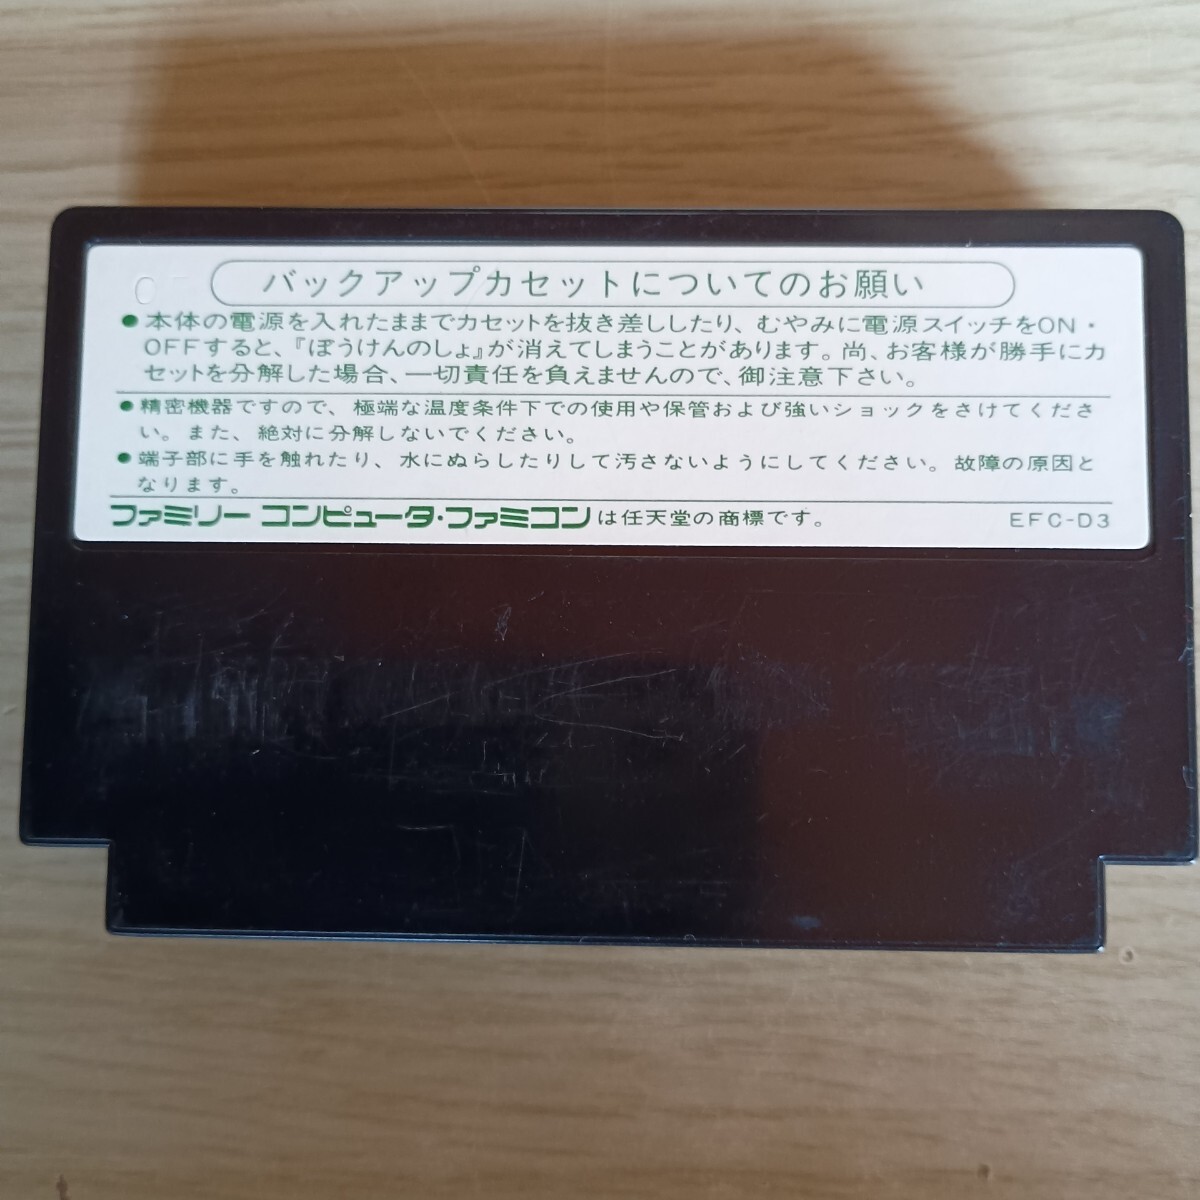 バックアップカセットについてのお願い
●本体の電源を入れたままでカセットを抜き差ししたり、むやみに電源スイッチをON・
OFFすると、『ぼうけんのしょ』が消えてしまうことがあります。尚、お客様が勝手にカ
セットを分解した場合、一切責任を負えませんので、御注意下さい。
●精密機器ですので、極端な温度条件下での使用や保管および強いショックをさけてくださ
い。また、絶対に分解しないでください。
●端子部に手を触れたり、水にぬらしたりして汚さないようにしてください。故障の原因と
なります。
ファミリー コンピュータ・ファミコンは任天堂の商標です。 EFC-D3